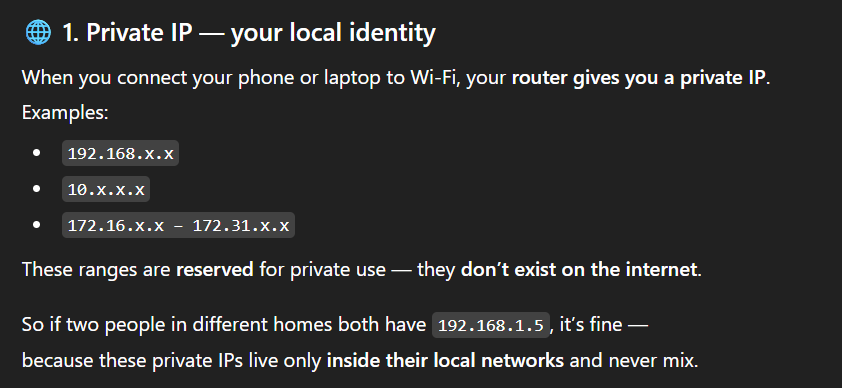 🌐 1. Private IP — your local identity
When you connect your phone or laptop to Wi-Fi, your router gives you a private IP.
Examples:
• 192.168.x.x
• 10.x.x.x
• 172.16.x.x – 172.31.x.x
These ranges are reserved for private use — they don’t exist on the internet.
So if two people in different homes both have 192.168.1.5, it’s fine —
because these private IPs live only inside their local networks and never mix.